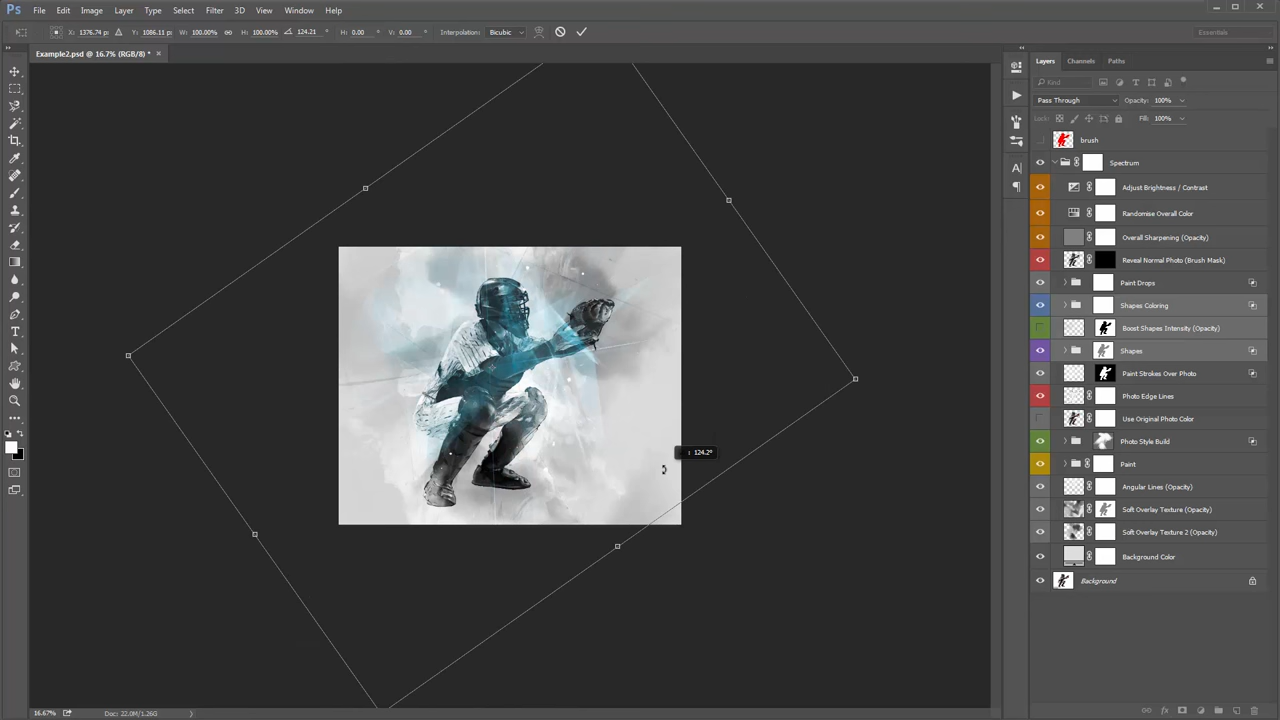 Ps File Edit Image Layer Type Select Filter 3D View Window Help
X: 1376.74 p Y: 1086.11 p W: 100.00% H: 100.00% 124.21 H: 0.00 ° V: 0.00 ° Interpolation: Bicubic Essentials
Example2.psd @ 16.7% (RGB/8) * ×
Layers Channels Paths
Kind
Pass Through Opacity: 100%
Lock: Fill: 100%
brush
Spectrum
Adjust Brightness / Contrast
Randomise Overall Color
Overall Sharpening (Opacity)
Reveal Normal Photo (Brush Mask)
Paint Drops
Shapes Coloring
Boost Shapes Intensity (Opacity)
Shapes
Paint Strokes Over Photo
Photo Edge Lines
Use Original Photo Color
Photo Style Build
Paint
Angular Lines (Opacity)
Soft Overlay Texture (Opacity)
Soft Overlay Texture 2 (Opacity)
Background Color
Background
: 124.2°
16.67% Doc: 22.0M/1.26G